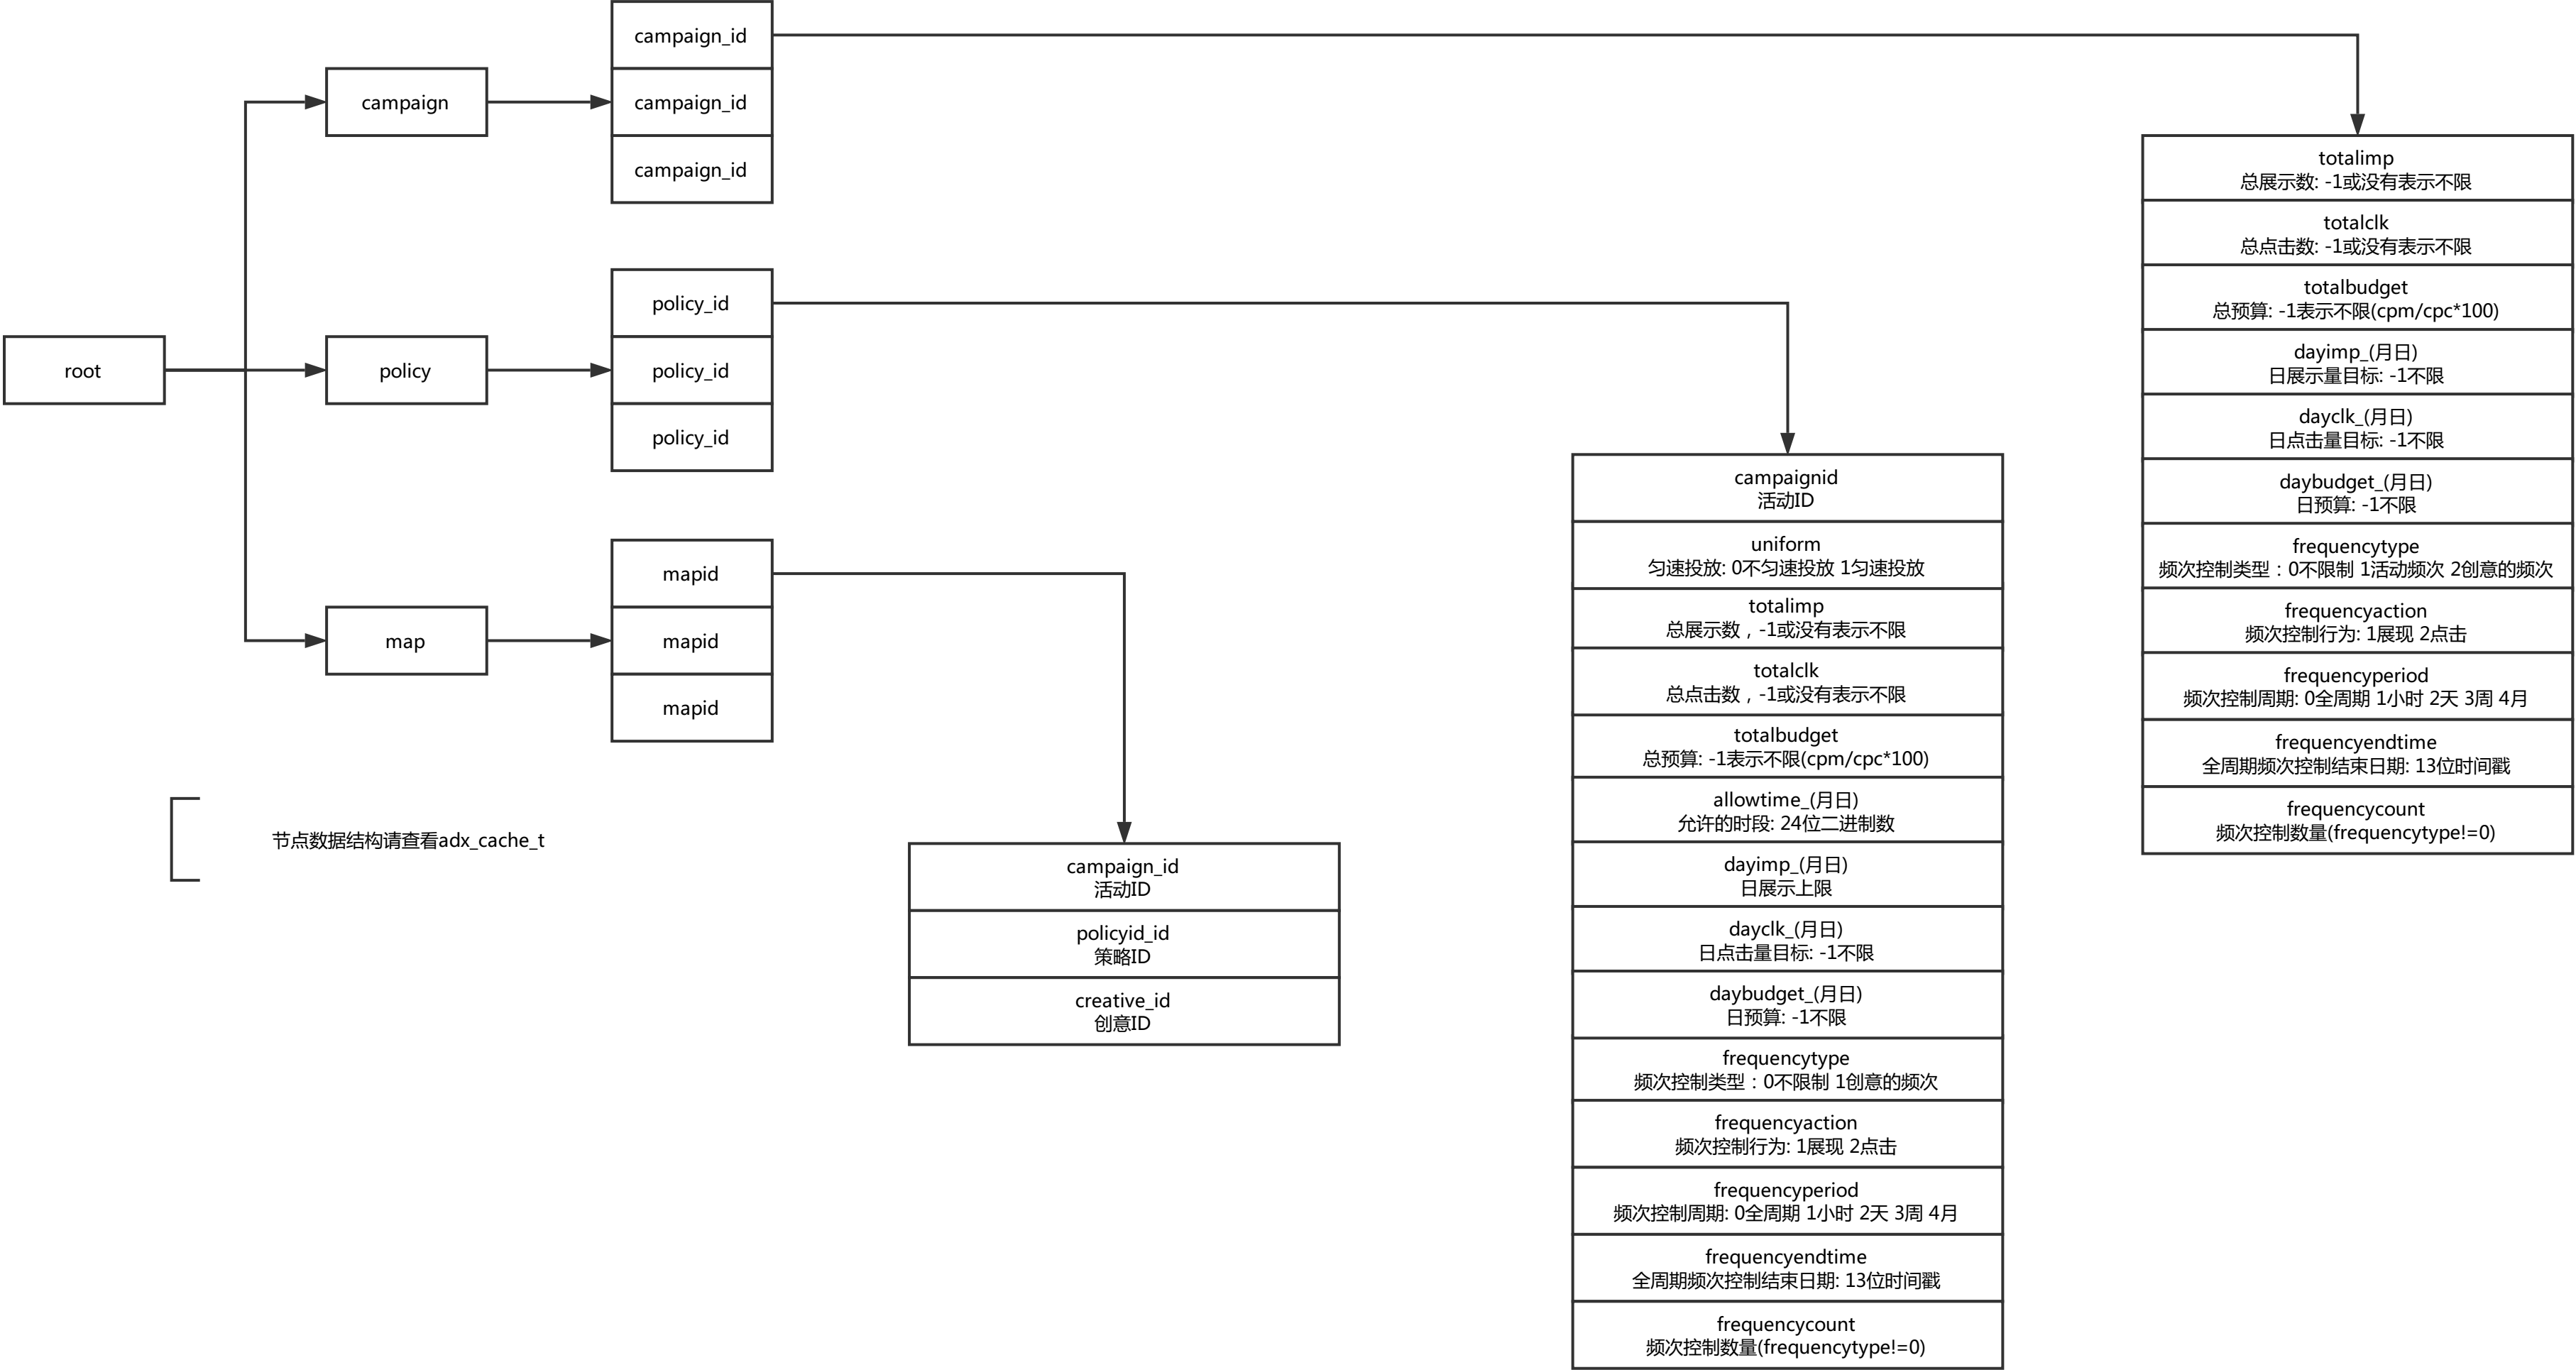 root
campaign
policy
map
campaign_id
campaign_id
campaign_id
policy_id
policy_id
policy_id
mapid
mapid
mapid
节点数据结构请查看adx_cache_t
campaign_id
活动ID
policyid_id
策略ID
creative_id
创意ID
campaignid
活动ID
uniform
匀速投放: 0不匀速投放 1匀速投放
totalimp
总展示数，-1或没有表示不限
totalclk
总点击数，-1或没有表示不限
totalbudget
总预算: -1表示不限(cpm/cpc*100)
allowtime_(月日)
允许的时段: 24位二进制数
dayimp_(月日)
日展示上限
dayclk_(月日)
日点击量目标: -1不限
daybudget_(月日)
日预算: -1不限
frequencytype
频次控制类型：0不限制 1创意的频次
frequencyaction
频次控制行为: 1展现 2点击
frequencyperiod
频次控制周期: 0全周期 1小时 2天 3周 4月
frequencyendtime
全周期频次控制结束日期: 13位时间戳
frequencycount
频次控制数量(frequencytype!=0)
totalimp
总展示数: -1或没有表示不限
totalclk
总点击数: -1或没有表示不限
totalbudget
总预算: -1表示不限(cpm/cpc*100)
dayimp_(月日)
日展示量目标: -1不限
dayclk_(月日)
日点击量目标: -1不限
daybudget_(月日)
日预算: -1不限
frequencytype
频次控制类型：0不限制 1活动频次 2创意的频次
frequencyaction
频次控制行为: 1展现 2点击
frequencyperiod
频次控制周期: 0全周期 1小时 2天 3周 4月
frequencyendtime
全周期频次控制结束日期: 13位时间戳
frequencycount
频次控制数量(frequencytype!=0)